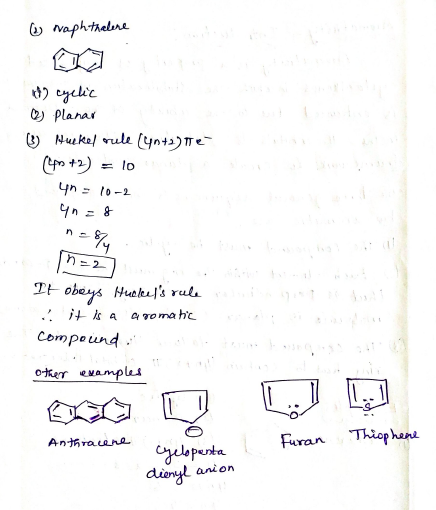 (2) Naphthalene
(1) cyclic
(2) Planar
(3) Huckel rule (4n+2)πe⁻
(4n+2) = 10
4n = 10-2
4n = 8
n = 8/4
n = 2
It obeys Huckel's rule
∴ it is a aromatic
compound.
other examples
Anthracene
cyclopenta
dienyl anion
O
Furan
S
Thiophene